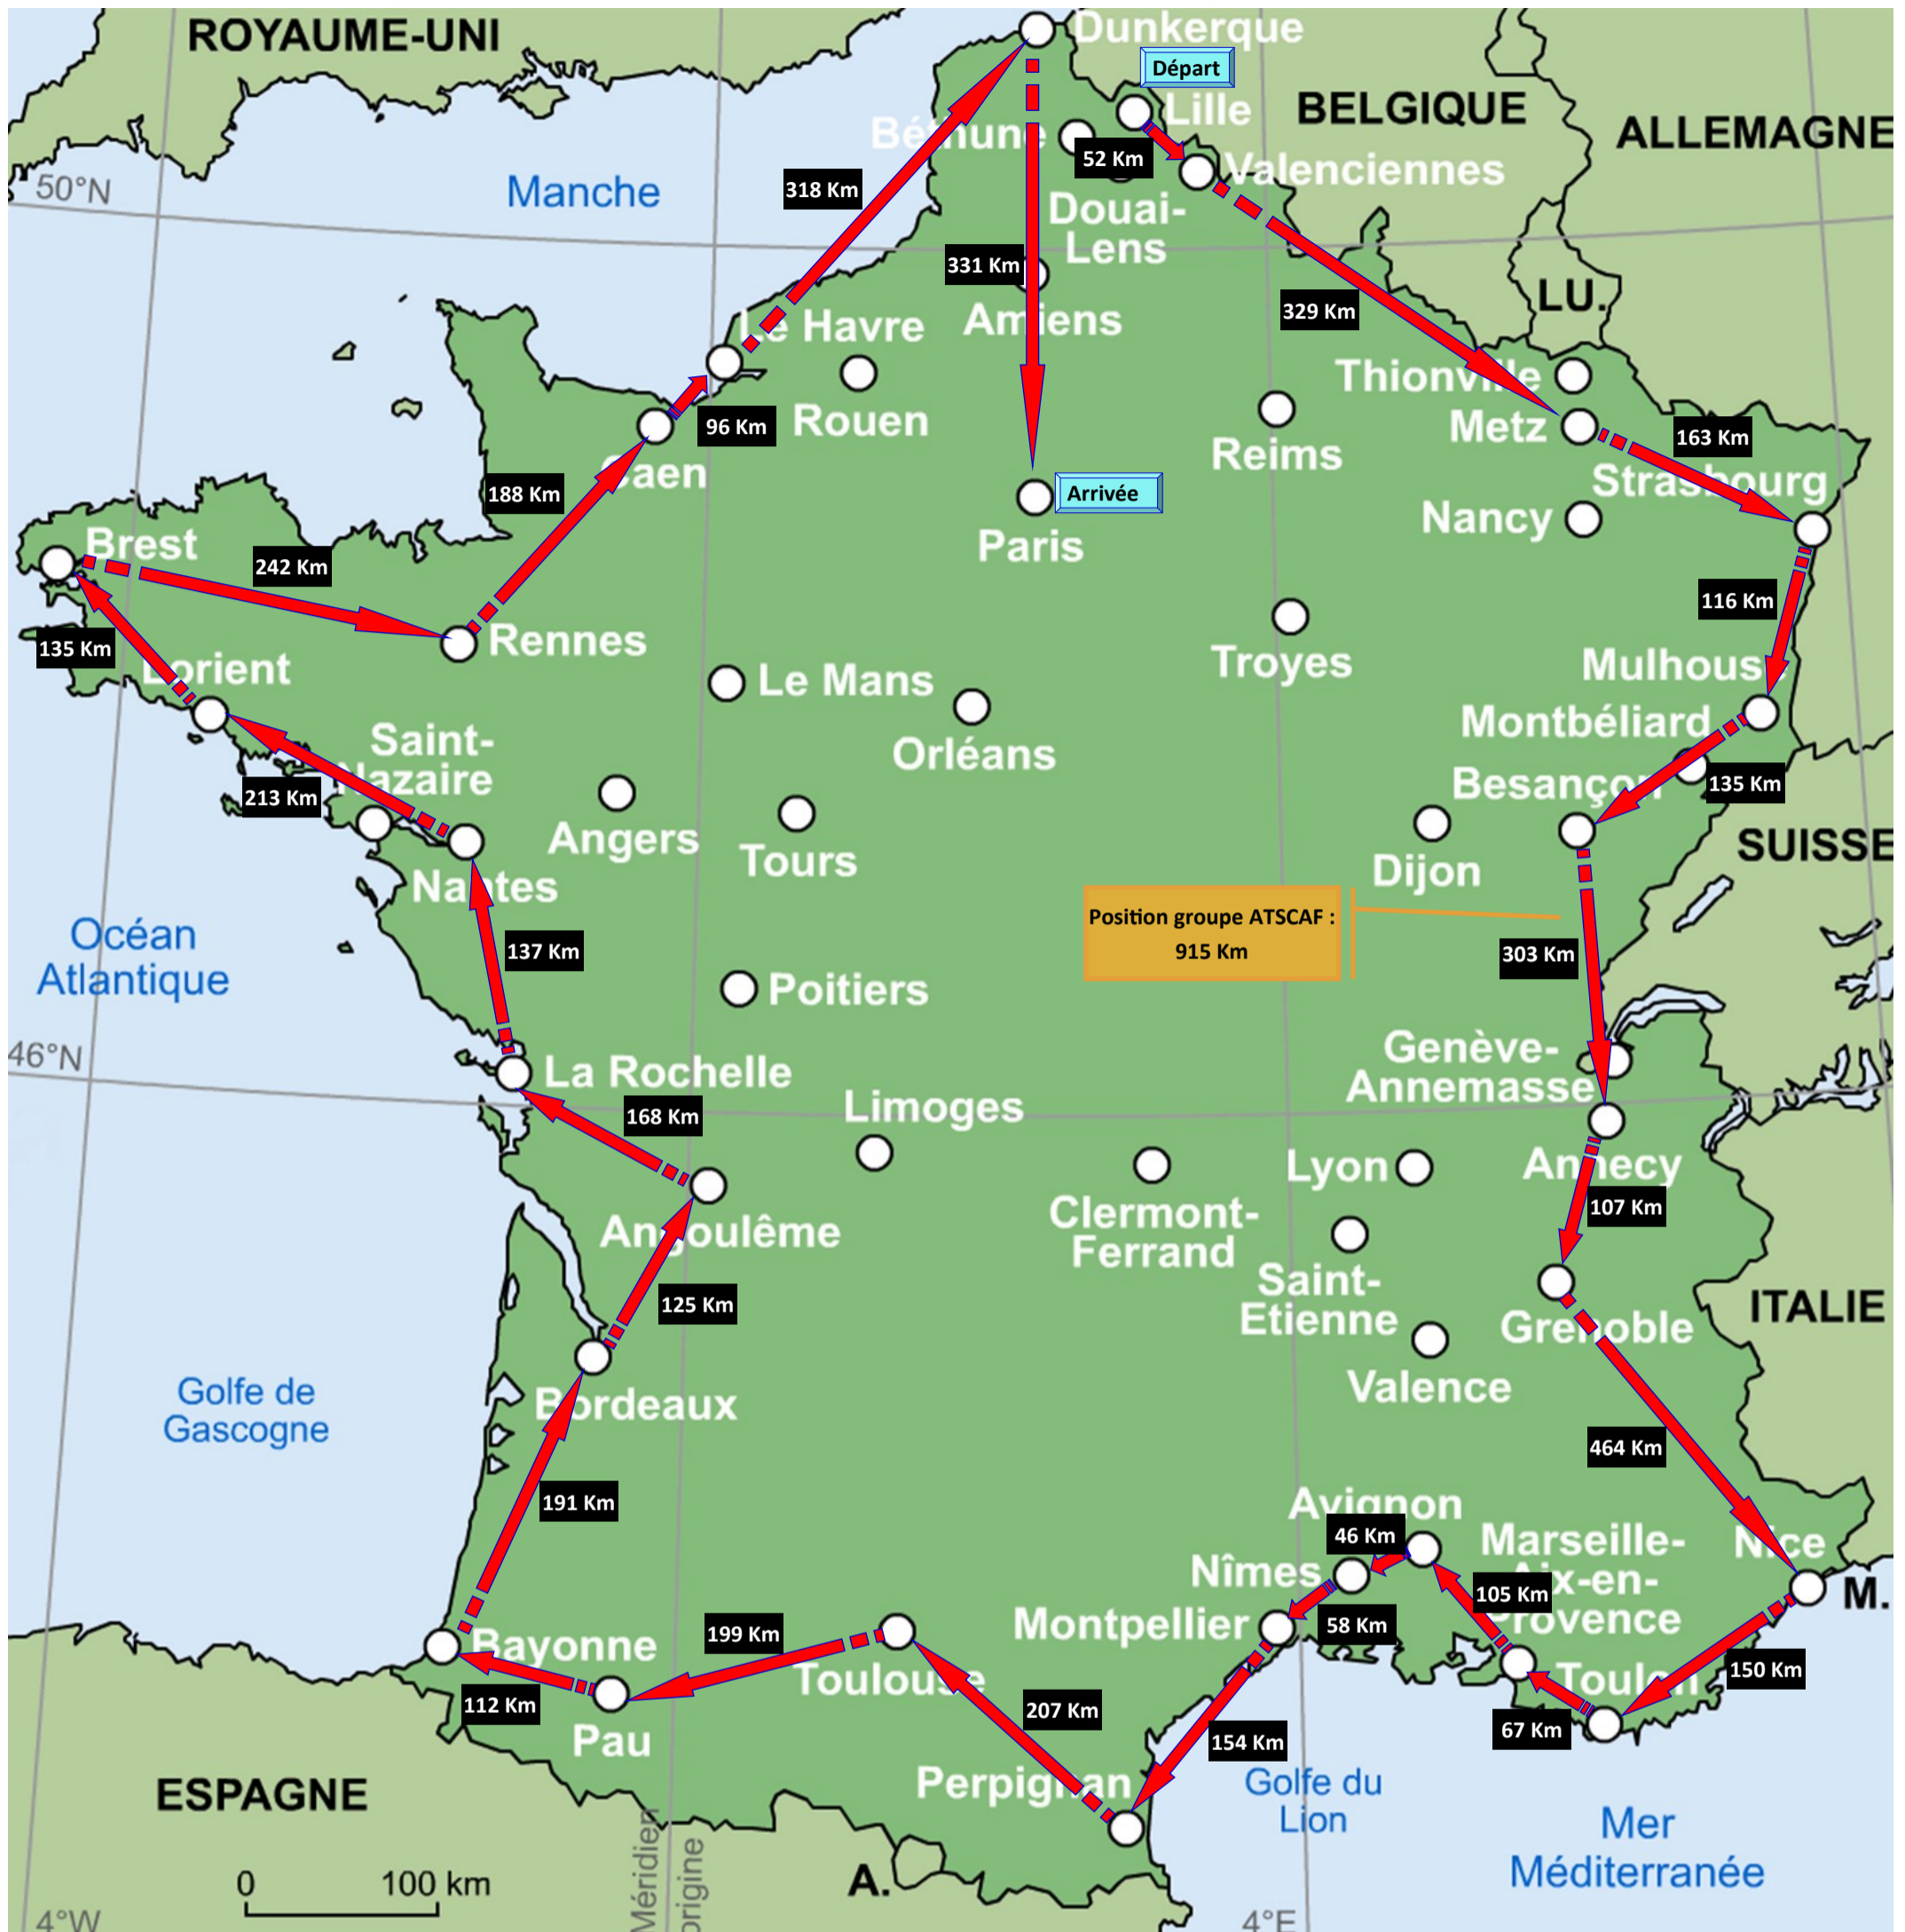 ROYAUME-UNI
Dunkerque
Départ
Lille
BELGIQUE
ALLEMAGNE
Béthune
52 Km
Valenciennes
50°N
Manche
318 Km
Douai-
Lens
331 Km
Amiens
329 Km
LU.
Le Havre
Rouen
96 Km
Caen
188 Km
Thionville
Metz
163 Km
Reims
Strasbourg
Arrivée
Paris
Nancy
Brest
242 Km
135 Km
Rennes
Lorient
116 Km
Troyes
Mulhouse
Le Mans
Orléans
Montbéliard
Saint-
Nazaire
213 Km
Besançon
135 Km
Angers
Tours
Dijon
SUISSE
Nantes
Position groupe ATSCAF :
915 Km
Océan
Atlantique
137 Km
303 Km
Poitiers
46°N
Genève-
Annemasse
La Rochelle
168 Km
Limoges
Lyon
Annecy
107 Km
Angoulême
Clermont-
Ferrand
Saint-
Etienne
125 Km
ITALIE
Grenoble
Valence
Golfe de
Gascogne
Bordeaux
464 Km
191 Km
Avignon
46 Km
Marseille-
Aix-en-
Provence
105 Km
Nice
Nîmes
M.
Montpellier
58 Km
Bayonne
199 Km
Toulouse
Toulon
150 Km
112 Km
Pau
207 Km
154 Km
67 Km
Perpignan
ESPAGNE
Golfe du
Lion
Mer
Méditerranée
A.
Méridien
origine
0 100 km
4°W
4°E